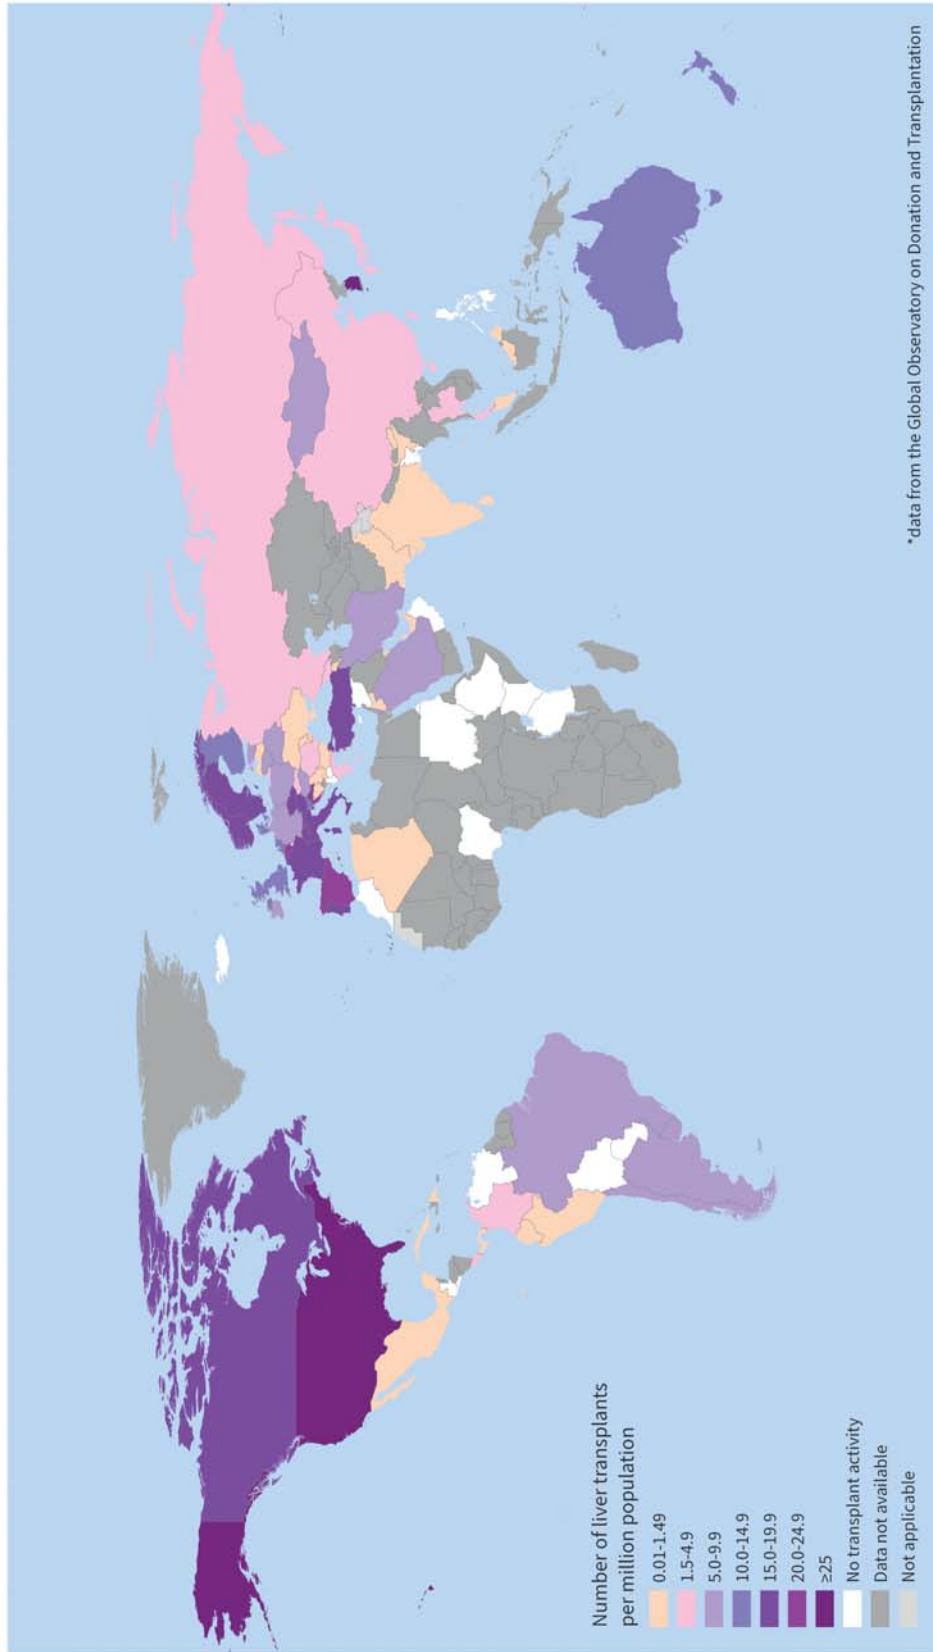 Number of liver transplants
per million population
0.01-1.49
1.5-4.9
5.0-9.9
10.0-14.9
15.0-19.9
20.0-24.9
≥25
No transplant activity
Data not available
Not applicable
*data from the Global Observatory on Donation and Transplantation